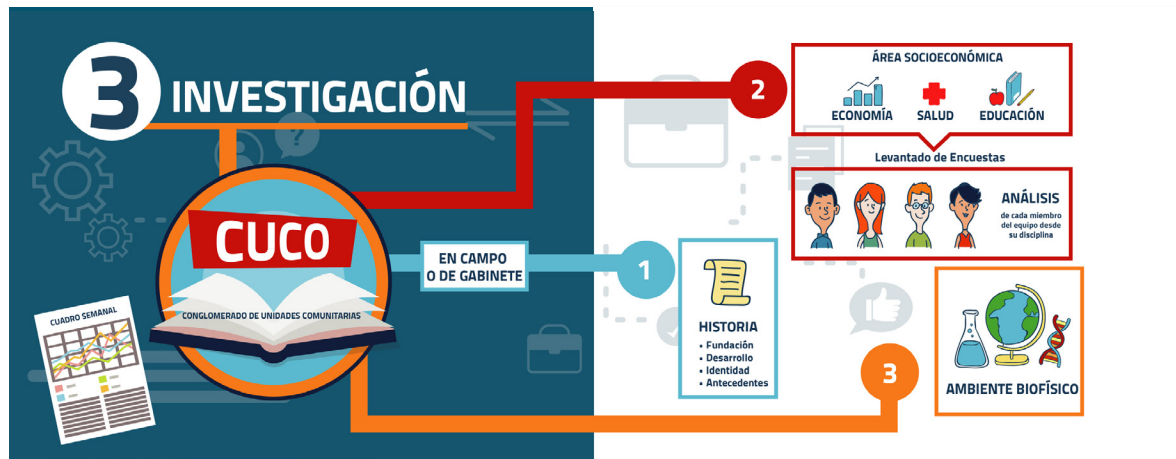 3 INVESTIGACIÓN
CUCO
CONGLOMERADO DE UNIDADES COMUNITARIAS
CUADRO SEMANAL
EN CAMPO
O DE GABINETE
1
HISTORIA
▪ Fundación
▪ Desarrollo
▪ Identidad
▪ Antecedentes
2
ÁREA SOCIOECONÓMICA
ECONOMÍA SALUD EDUCACIÓN
Levantado de Encuestas
ANÁLISIS
de cada miembro
del equipo desde
su disciplina
3
AMBIENTE BIOFÍSICO
?